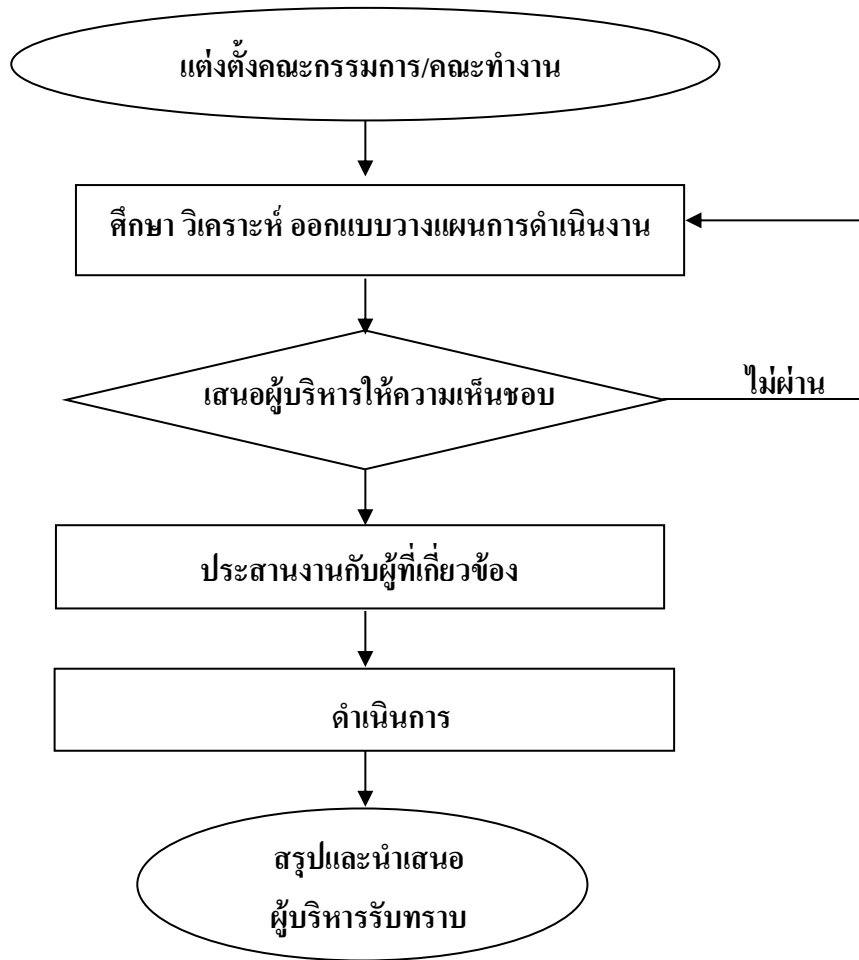 แต่งตั้งคณะกรรมการ/คณะทำงาน
ศึกษา วิเคราะห์ ออกแบบวางแผนการดำเนินงาน
เสนอผู้บริหารให้ความเห็นชอบ
ไม่ผ่าน
ประสานงานกับผู้ที่เกี่ยวข้อง
ดำเนินการ
สรุปและนำเสนอ
ผู้บริหารรับทราบ